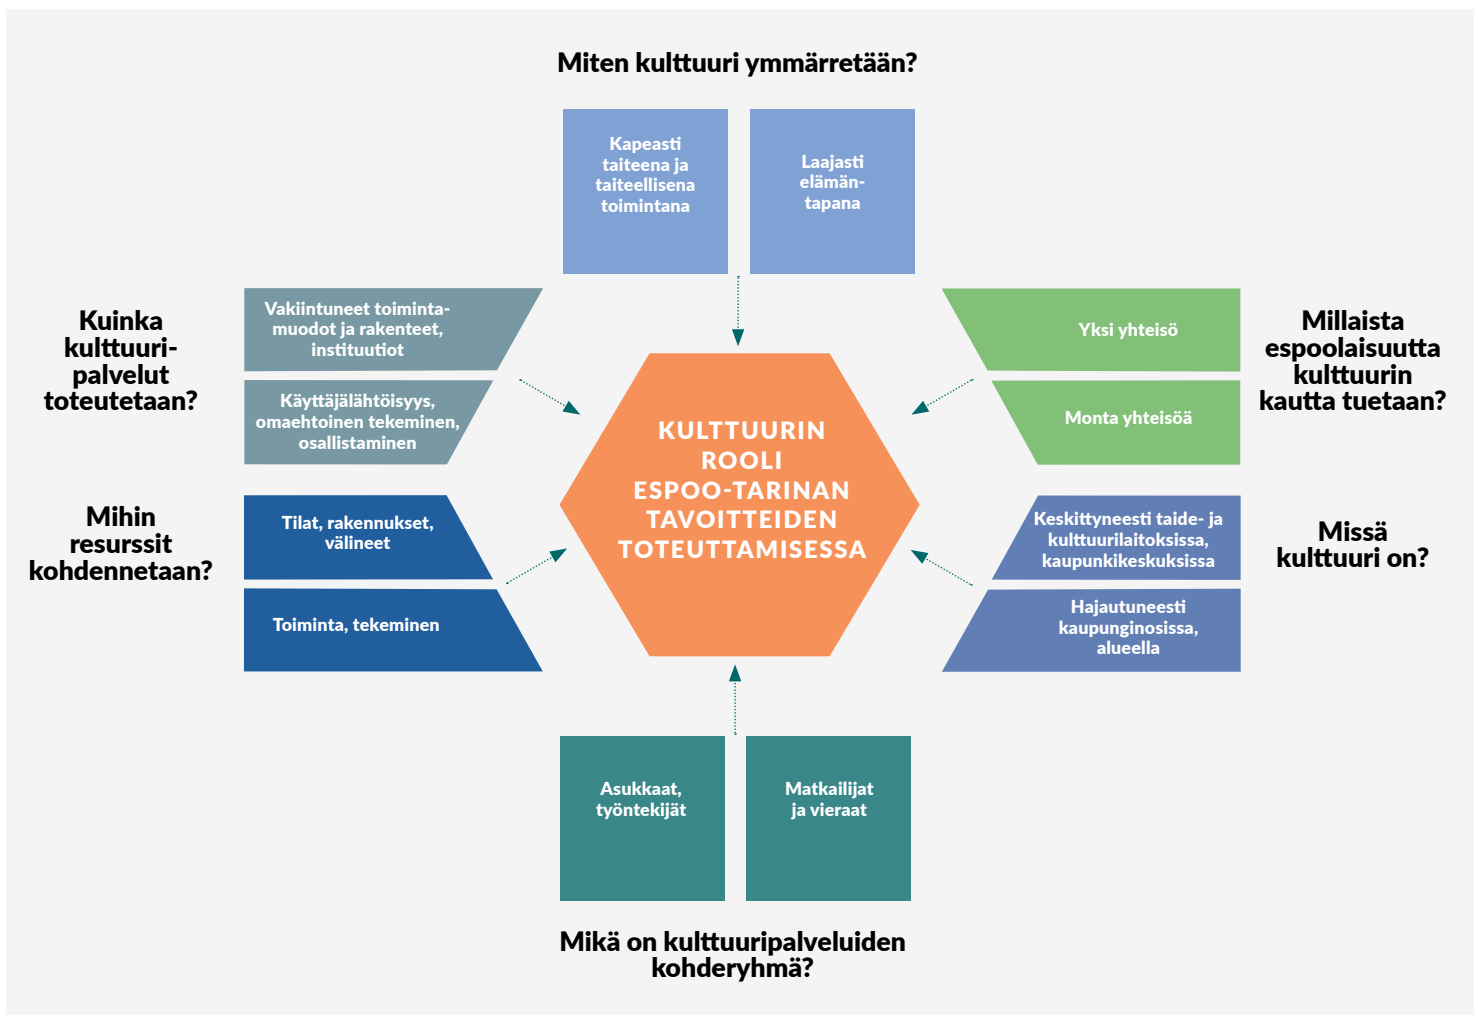 Miten kulttuuri ymmärretään?
Kapeasti
taiteena ja
taiteellisena
toimintana
Laajasti
elämän-
tapana
Kuinka
kulttuuri-
palvelut
toteutetaan?
Vakiintuneet toiminta-
muodot ja rakenteet,
instituutiot
Käyttäjälähtöisyys,
omaehtoinen tekeminen,
osallistaminen
Yksi yhteisö
Monta yhteisöä
Millaista
espoolaisuutta
kulttuurin
kautta tuetaan?
KULTTUURIN
ROOLI
ESPOO-TARINAN
TAVOITTEIDEN
TOTEUTTAMISESSA
Mihin
resurssit
kohdennetaan?
Tilat, rakennukset,
välineet
Toiminta, tekeminen
Keskittyneesti taide- ja
kulttuurilaitoksissa,
kaupunkikeskuksissa
Hajautuneesti
kaupunginosissa,
alueella
Missä
kulttuuri on?
Asukkaat,
työntekijät
Matkailijat
ja vieraat
Mikä on kulttuuripalveluiden
kohderyhmä?